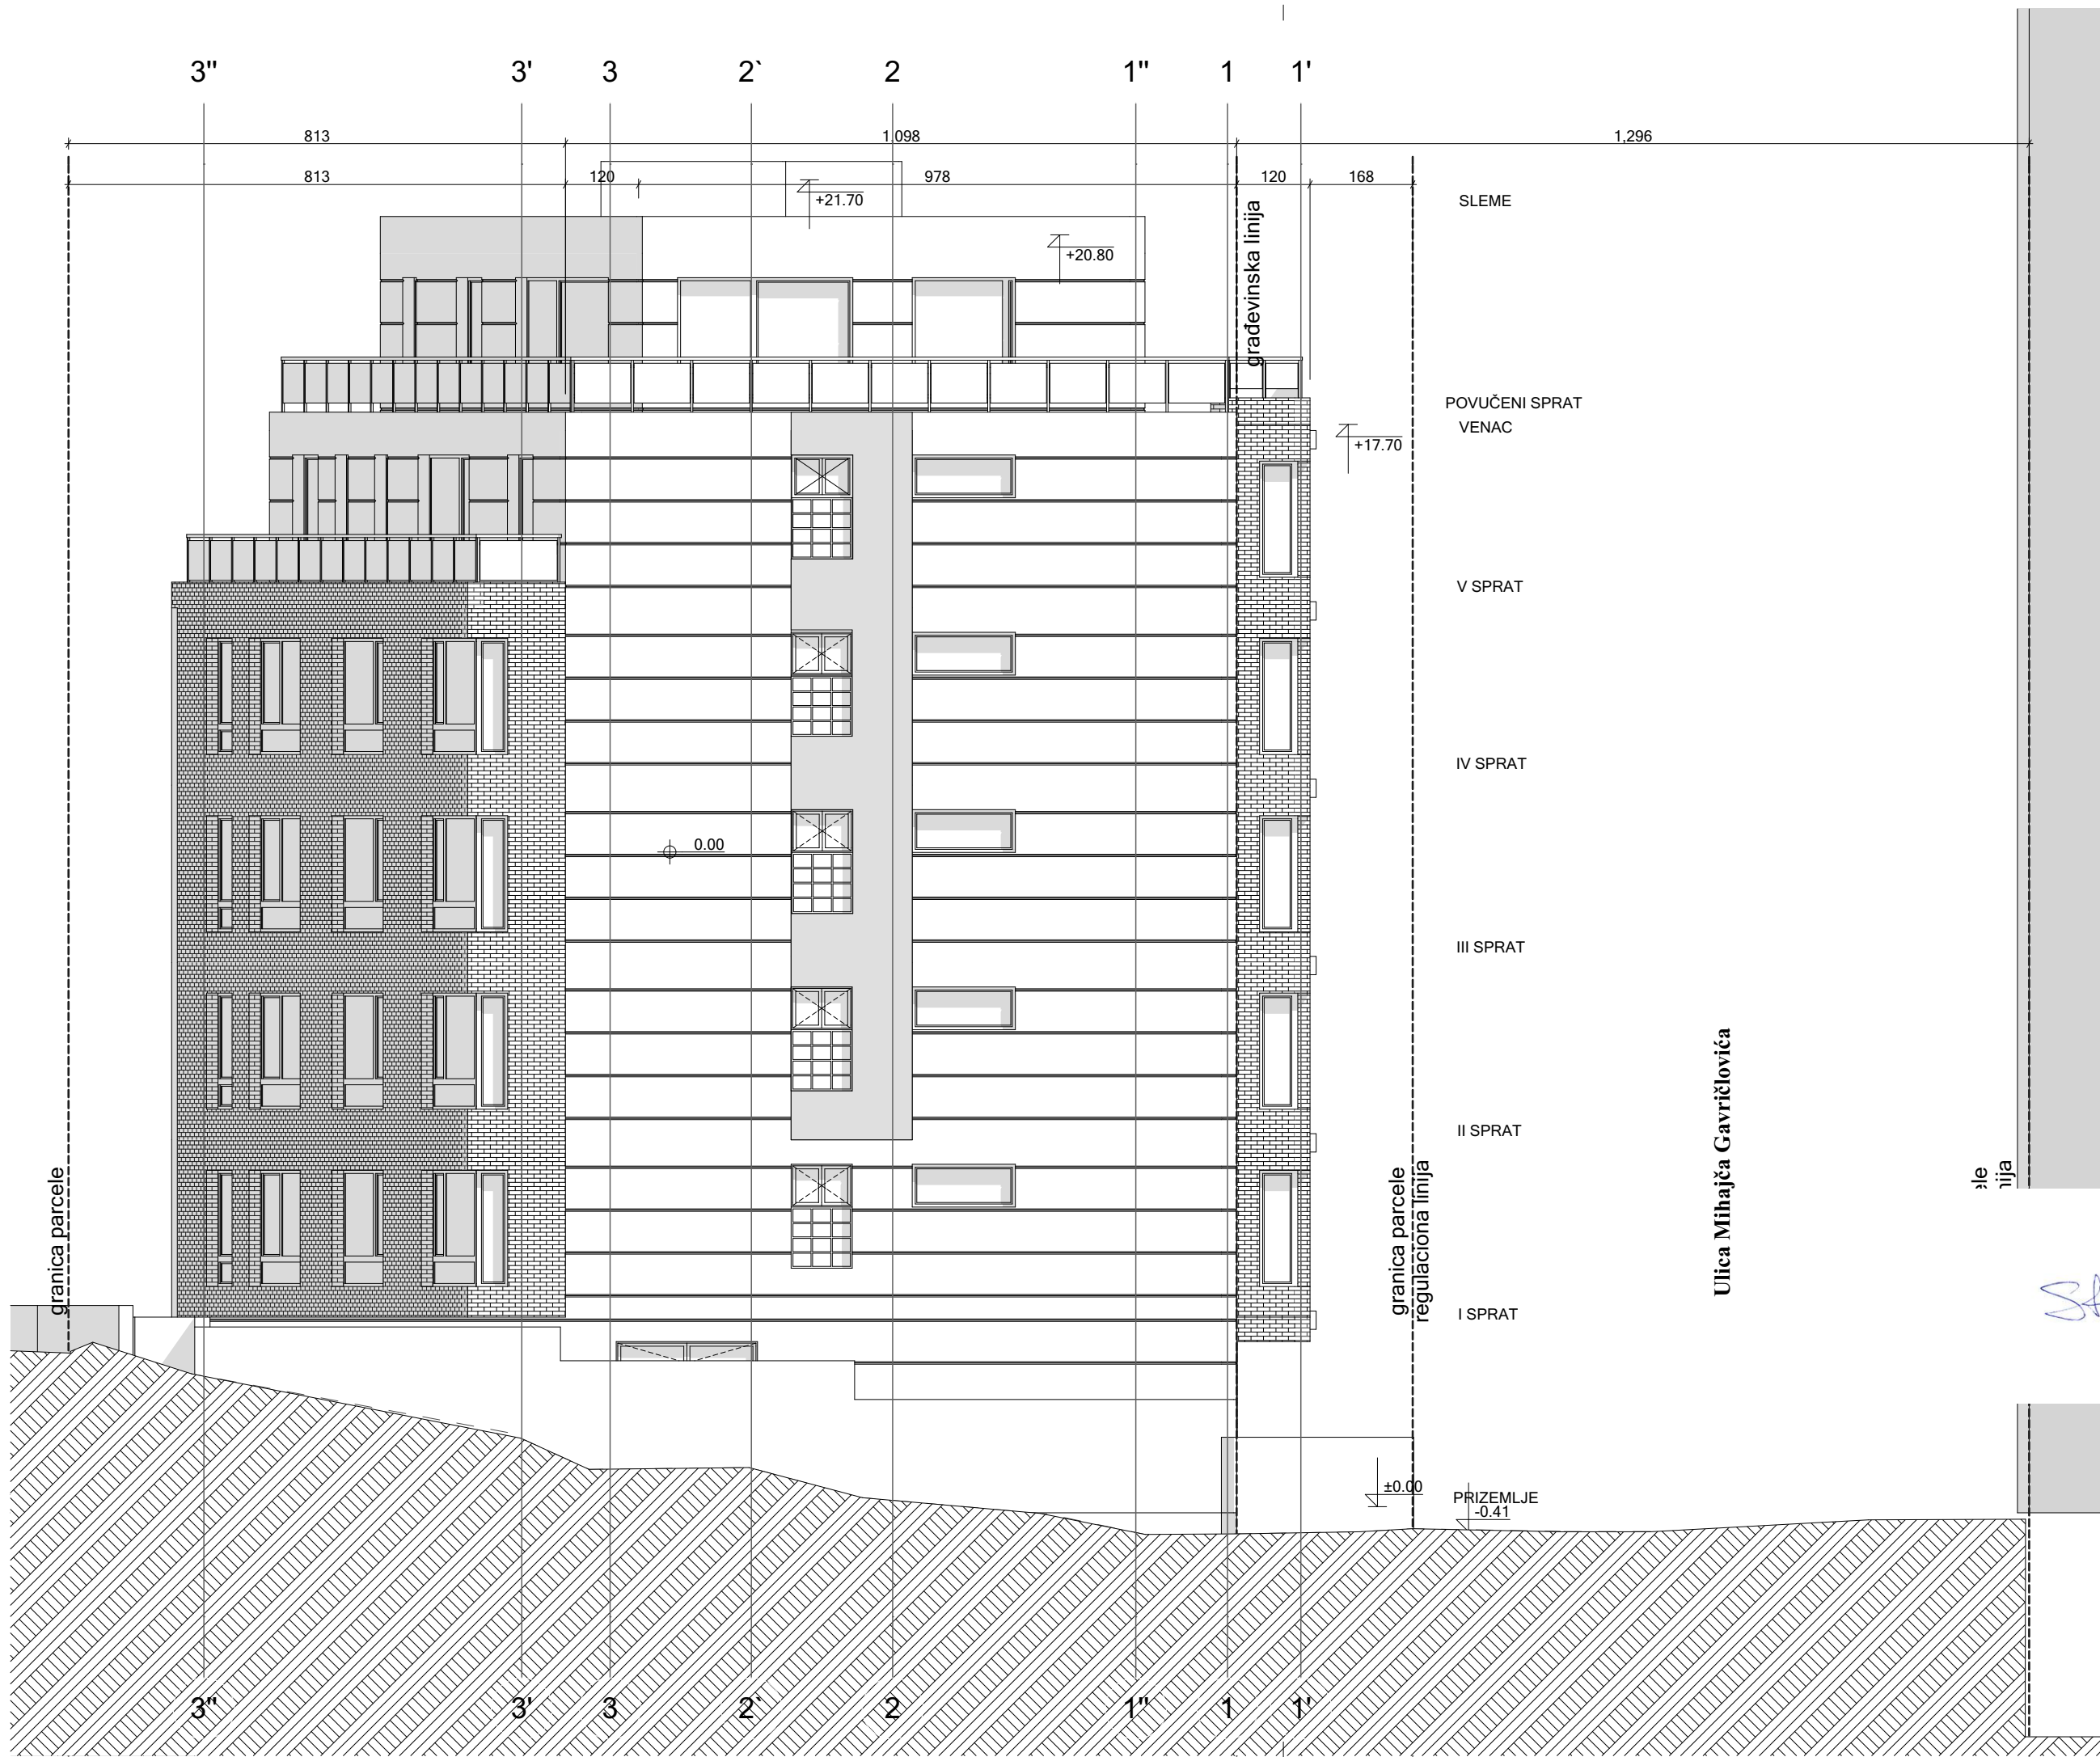 3" 3' 3 2` 2 1" 1 1'
813 1,098 1,296
813 120 978 120 168
+21.70
SLEME
+20.80
građevinska linija
POVUČENI SPRAT
VENAC
+17.70
V SPRAT
IV SPRAT
0.00
III SPRAT
II SPRAT
I SPRAT
granica parcele
granica parcele
regulaciona linija
Ulica Mihajča Gavričlovića
±0.00
PRIZEMLJE
-0.41
3" 3' 3 2` 2 1" 1 1'